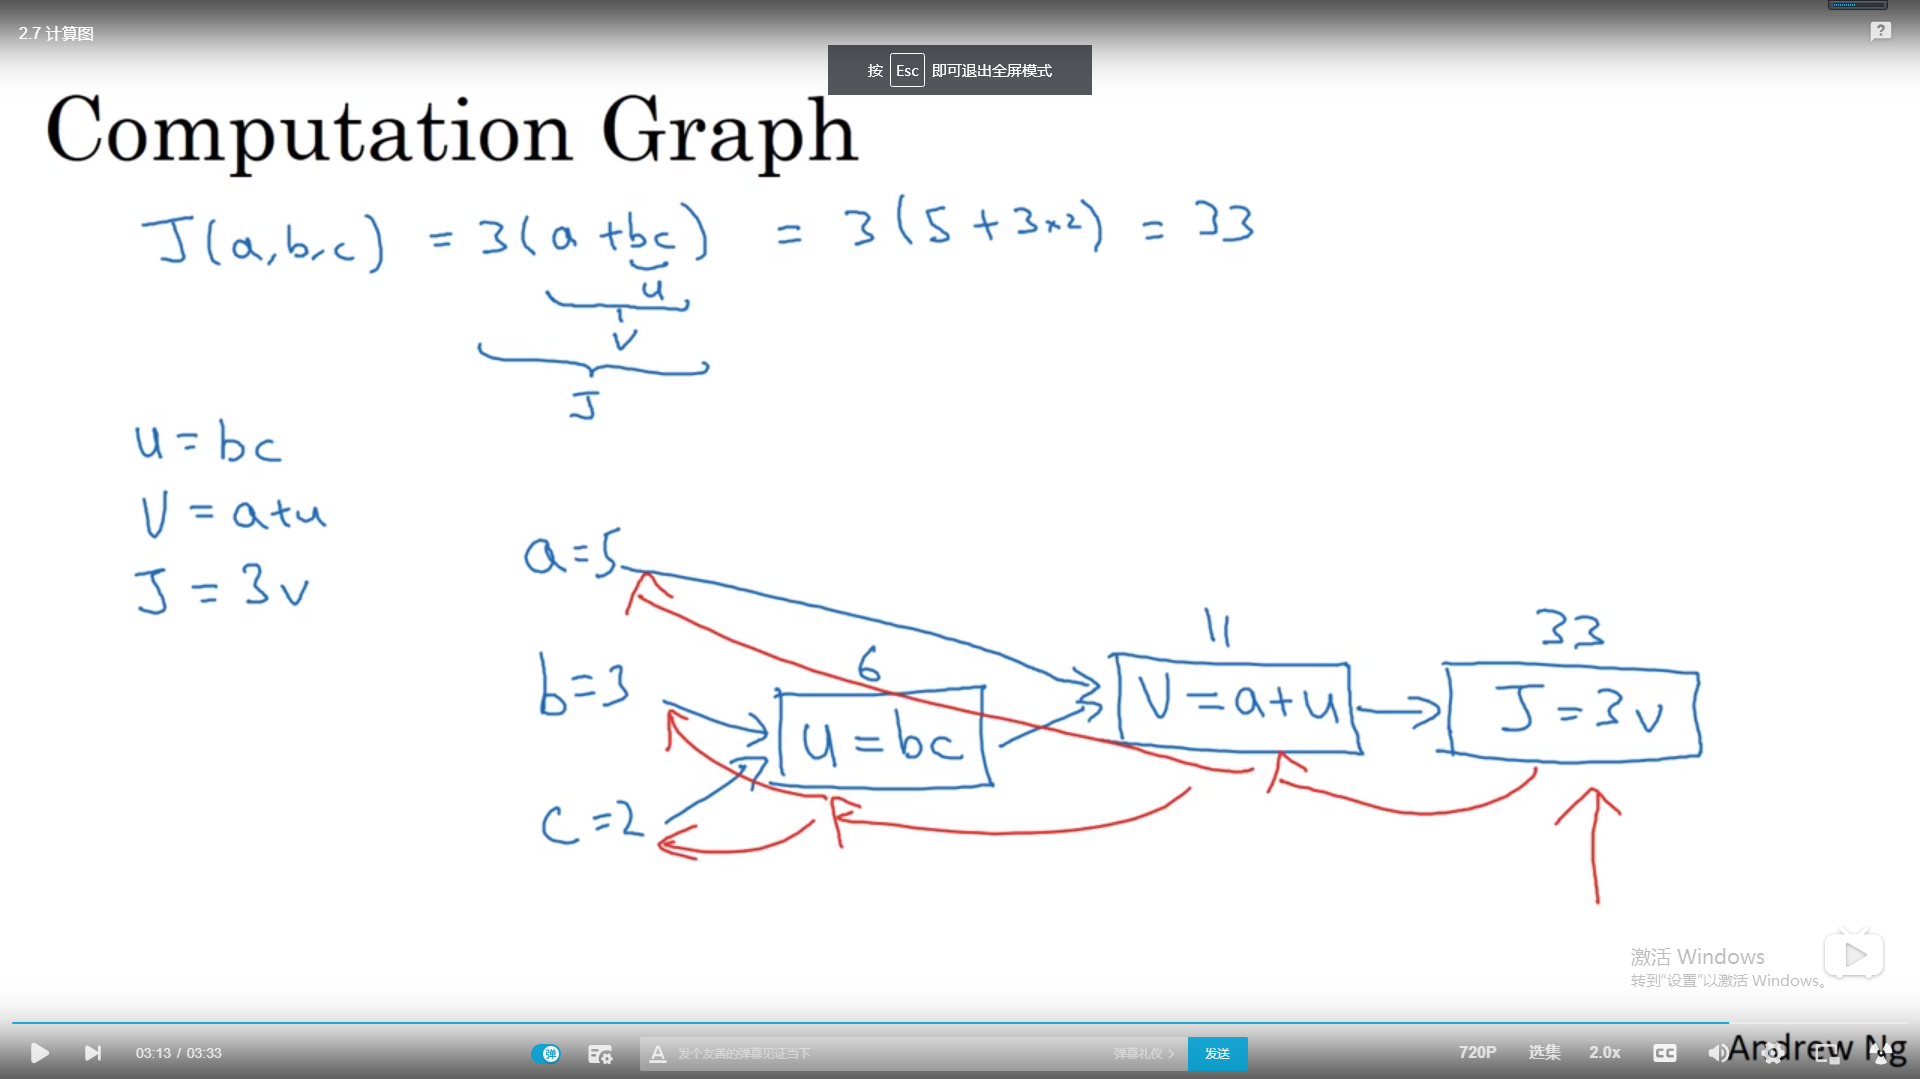 2.7 计算图
按 Esc 即可退出全屏模式
Computation Graph
J(a,b,c) = 3(a+bc) = 3(5+3×2) = 33
u
v
J
u = bc
v = a+u
J = 3v
a=5
11
33
b=3
6
v = a+u
J = 3v
u = bc
c=2
激活 Windows
转到"设置"以激活 Windows。
03:13 / 03:33
弹
A
发个友善的弹幕见证当下
弹幕礼仪 >
发送
720P
选集
2.0x
CC
Andrew Ng